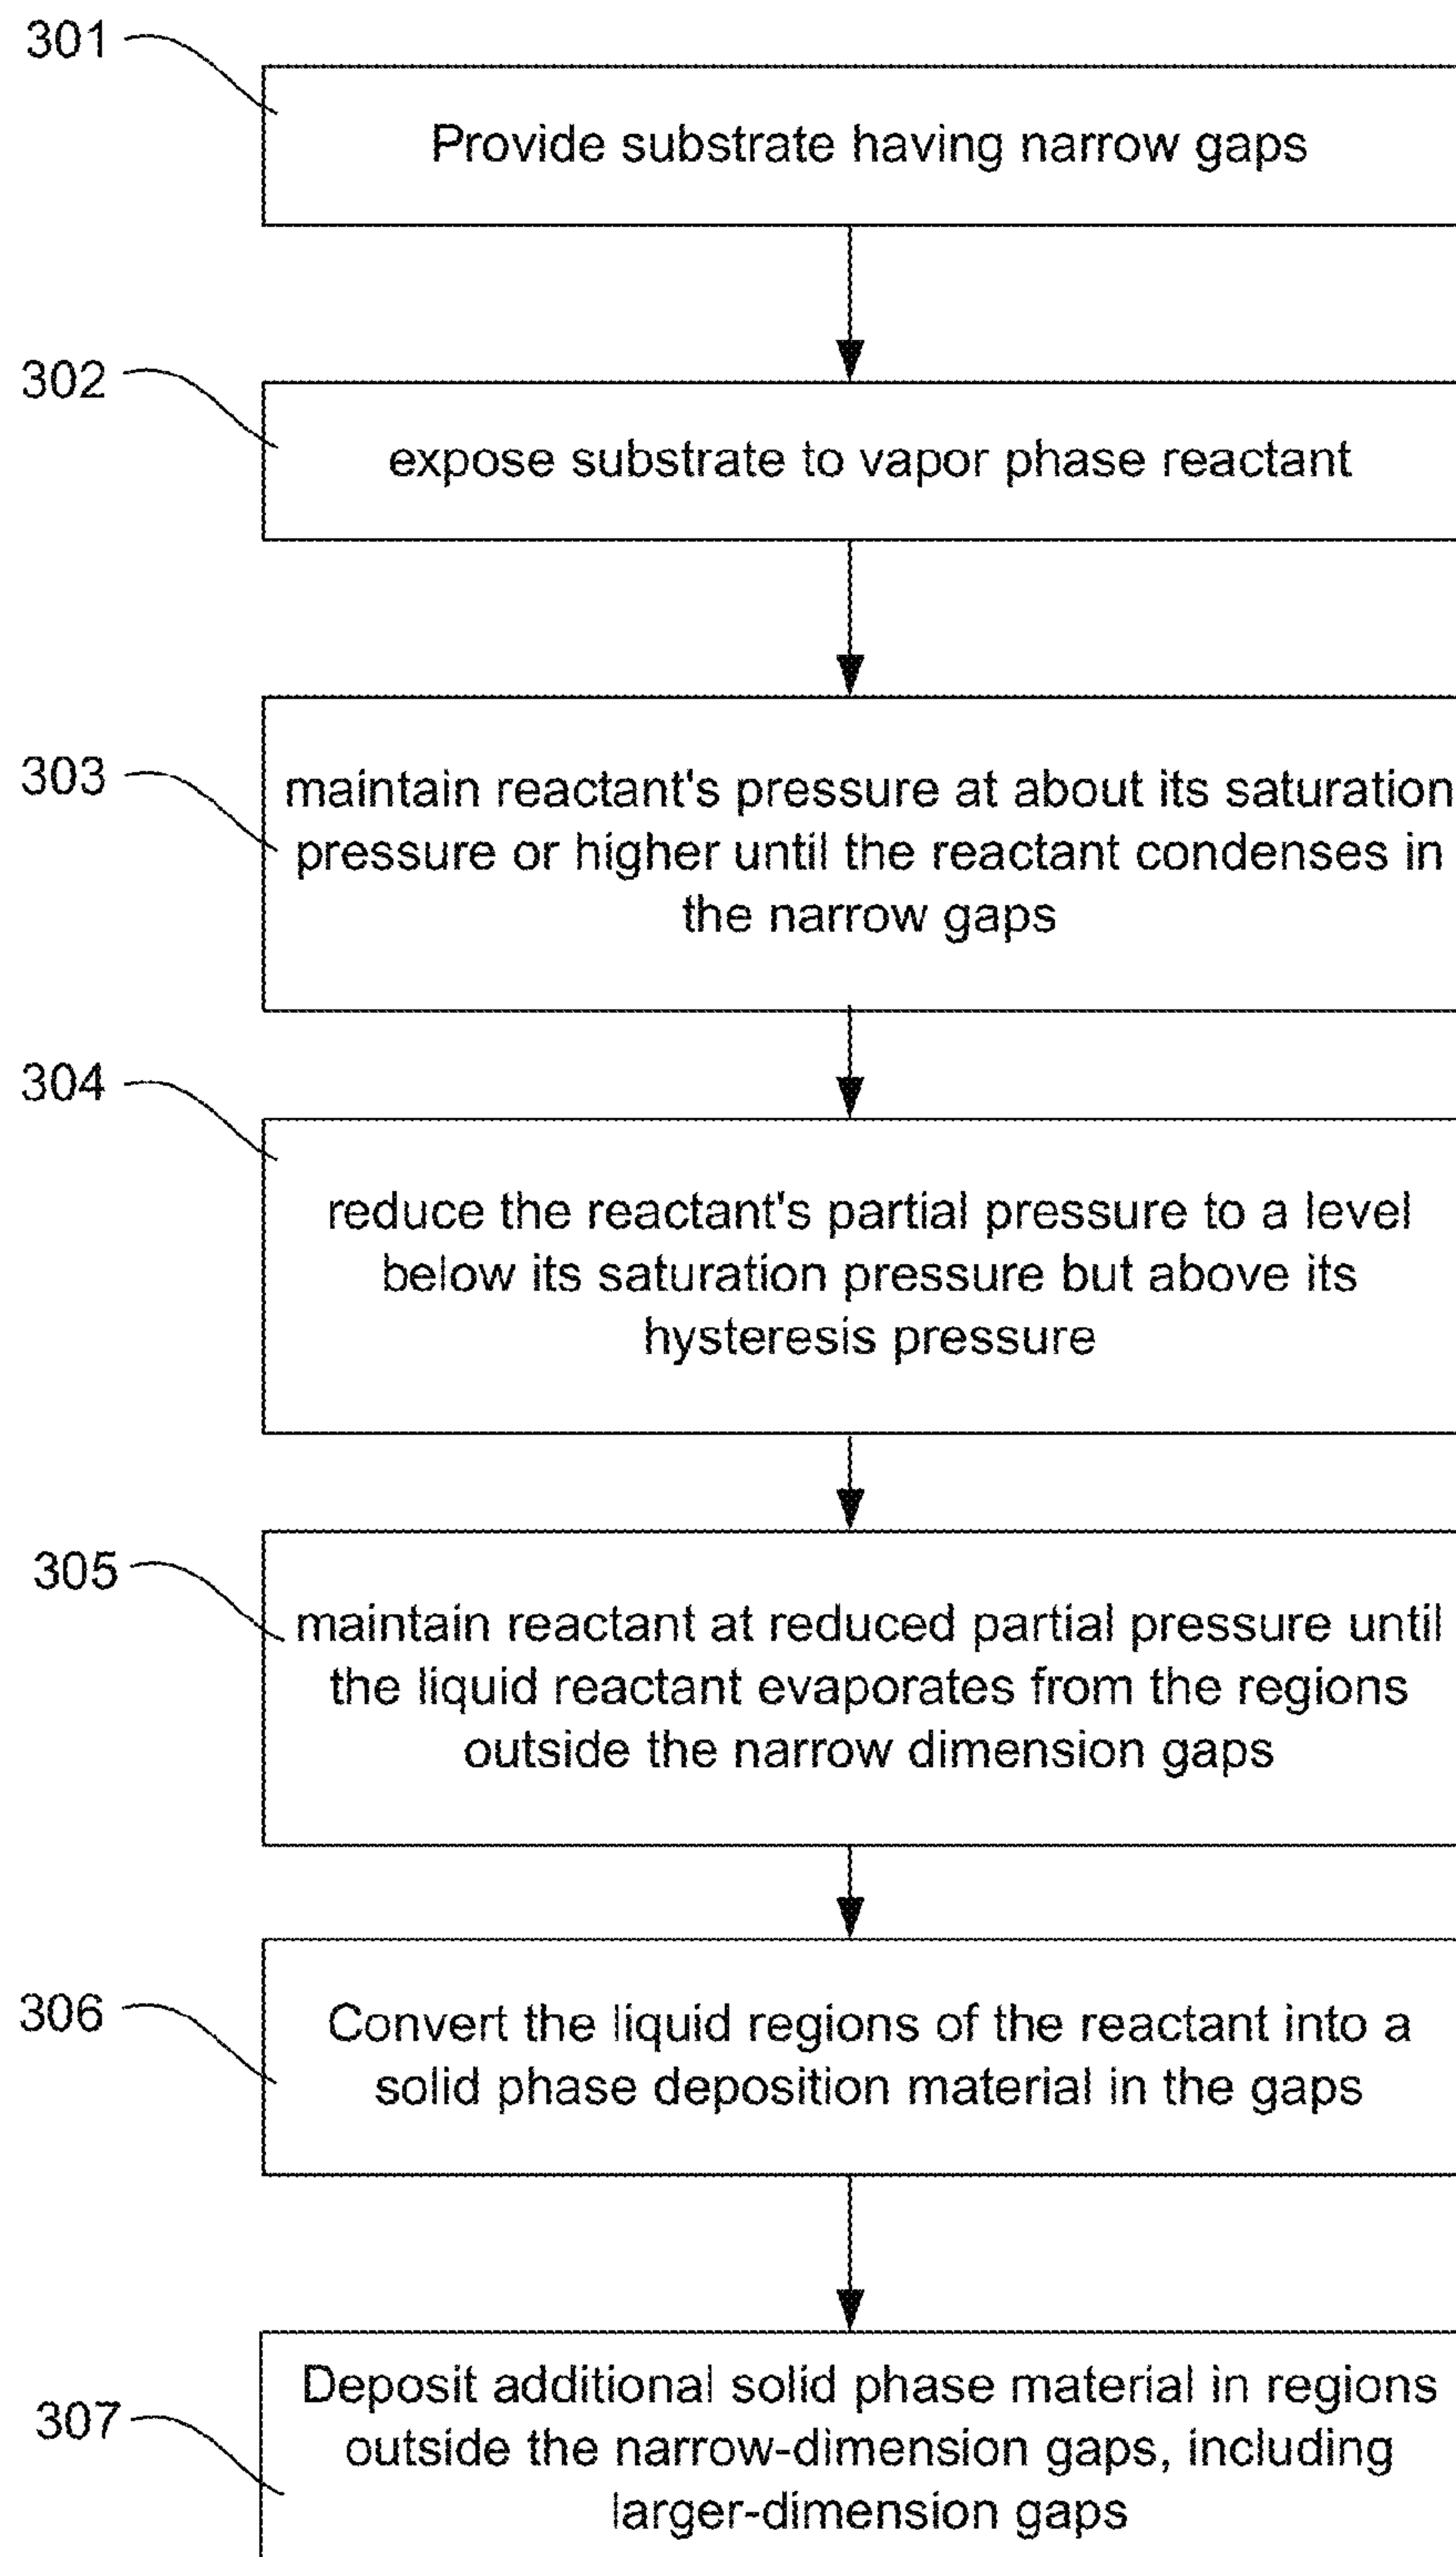 301
Provide substrate having narrow gaps
302
expose substrate to vapor phase reactant
303
maintain reactant's pressure at about its saturation
pressure or higher until the reactant condenses in
the narrow gaps
304
reduce the reactant's partial pressure to a level
below its saturation pressure but above its
hysteresis pressure
305
maintain reactant at reduced partial pressure until
the liquid reactant evaporates from the regions
outside the narrow dimension gaps
306
Convert the liquid regions of the reactant into a
solid phase deposition material in the gaps
307
Deposit additional solid phase material in regions
outside the narrow-dimension gaps, including
larger-dimension gaps